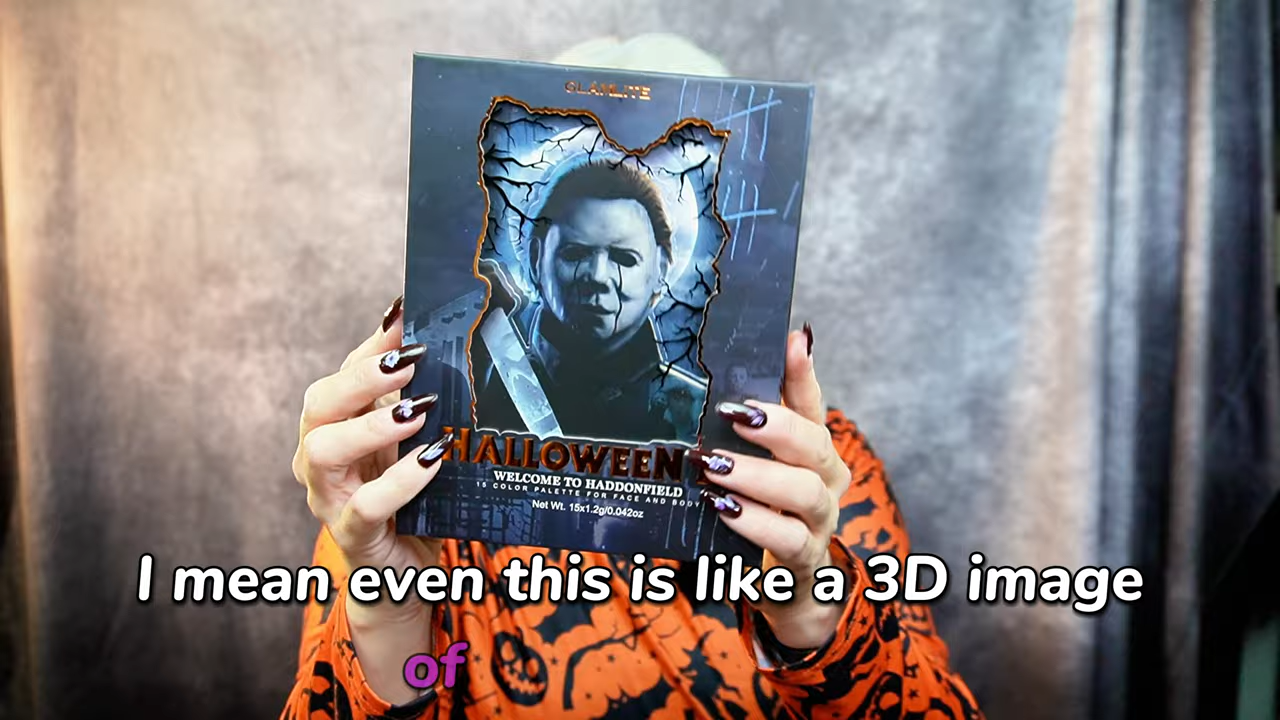 GLAMLITE
HALLOWEEN
WELCOME TO HADDONFIELD
15 COLOR PALETTE FOR FACE AND BODY
Net Wt. 15x1.2g/0.042oz
I mean even this is like a 3D image
of